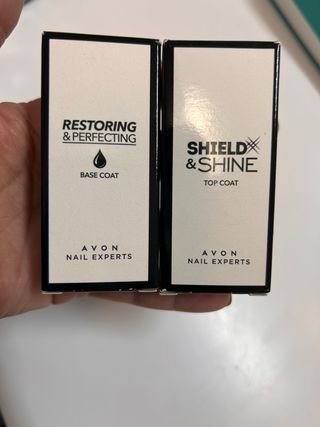 RESTORING
& PERFECTING
BASE COAT
AVON
NAIL EXPERTS
SHIELD
& SHINE
TOP COAT
AVON
NAIL EXPERTS